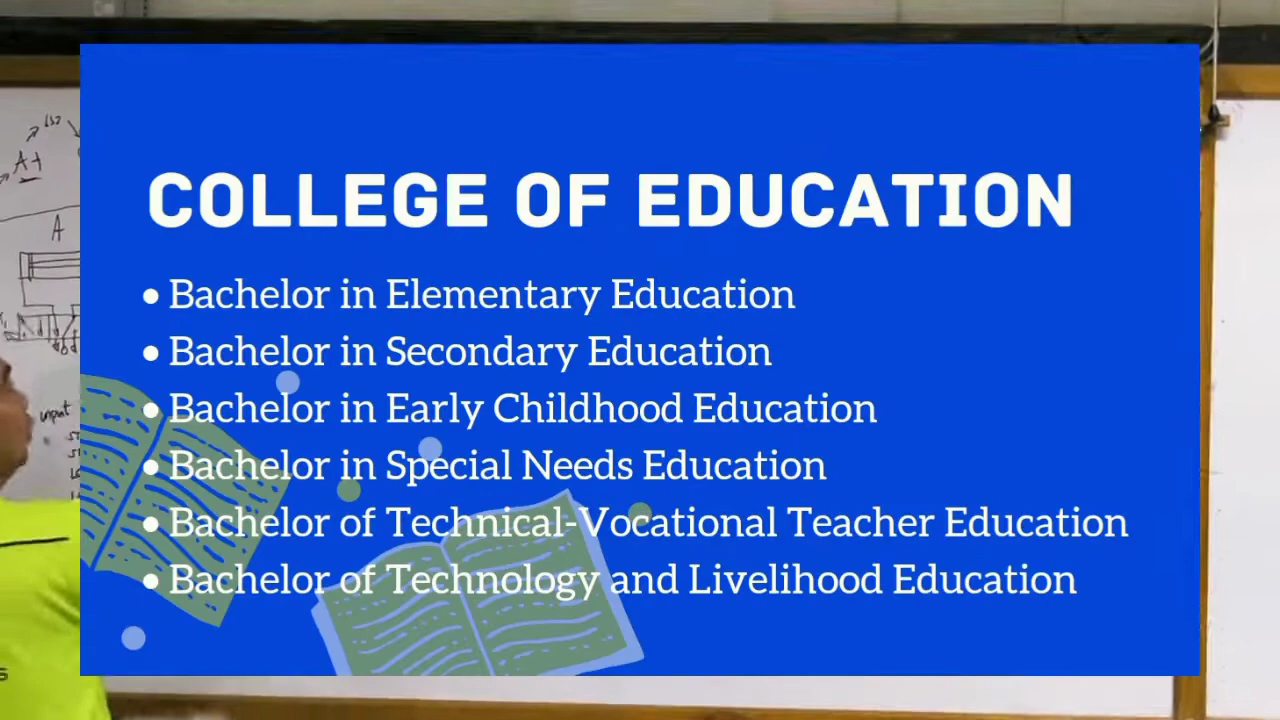 COLLEGE OF EDUCATION
• Bachelor in Elementary Education
• Bachelor in Secondary Education
• Bachelor in Early Childhood Education
• Bachelor in Special Needs Education
• Bachelor of Technical-Vocational Teacher Education
• Bachelor of Technology and Livelihood Education
A+
A
input